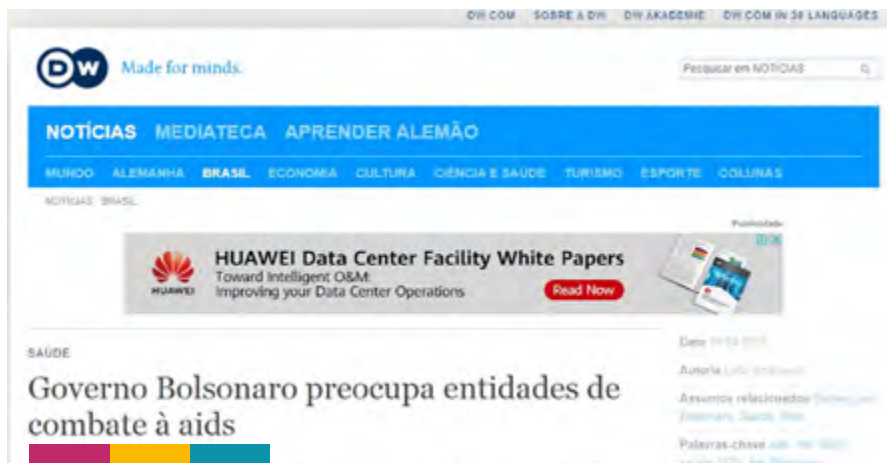 DW.COM SOBRE A DW DW AKADEMIE DW.COM IN 30 LANGUAGES
DW Made for minds.
Pesquisar em NOTÍCIAS
NOTÍCIAS MEDIATECA APRENDER ALEMÃO
MUNDO ALEMANHA BRASIL ECONOMIA CULTURA CIÊNCIA E SAÚDE TURISMO ESPORTE COLUNAS
NOTÍCIAS BRASIL
Publicidade
HUAWEI
HUAWEI Data Center Facility White Papers
Toward Intelligent O&M:
Improving your Data Center Operations
Read Now
SAÚDE
Governo Bolsonaro preocupa entidades de
combate à aids
Data
Autoria
Assuntos relacionados
Palavras-chave